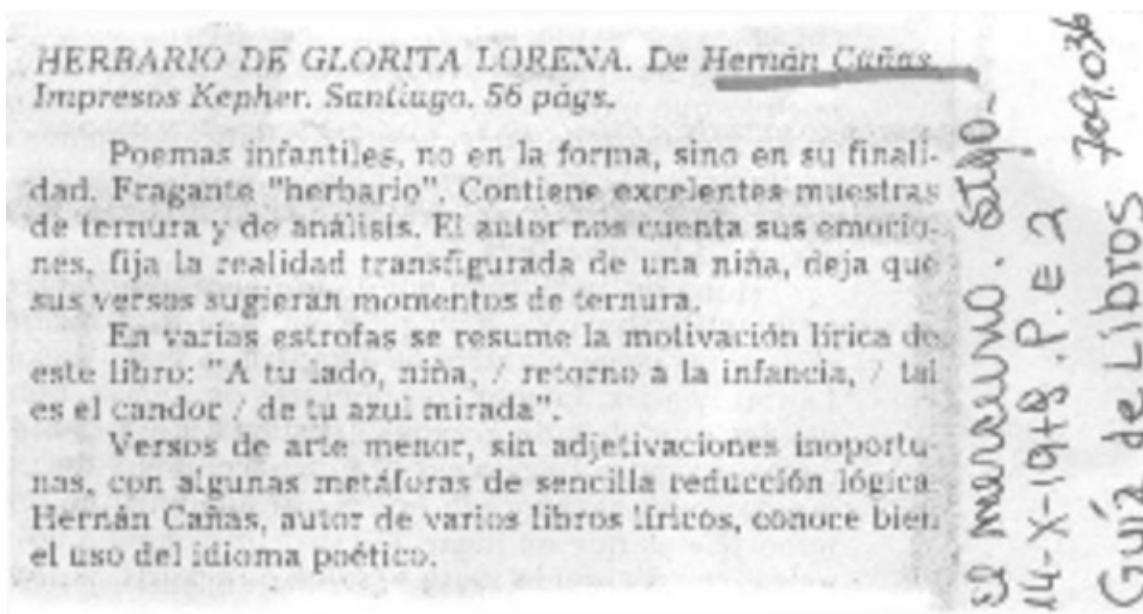 HERBARIO DE GLORITA LORENA. De Hernán Cañas.
Impresos Kepher. Santiago. 56 págs.
Poemas infantiles, no en la forma, sino en su finali-
dad. Fragante "herbario". Contiene excelentes muestras
de ternura y de análisis. El autor nos cuenta sus emocio-
nes, fija la realidad transfigurada de una niña, deja que
sus versos sugieran momentos de ternura.
En varias estrofas se resume la motivación lírica de
este libro: "A tu lado, niña, / retorno a la infancia, / tal
es el candor / de tu azul mirada".
Versos de arte menor, sin adjetivaciones inoportu-
nas, con algunas metáforas de sencilla reducción lógica
Hernán Cañas, autor de varios libros líricos, conoce bien
el uso del idioma poético.
El mercurio. Stgo-
14-X-1978. P. E 2
Guía de Libros 709.036